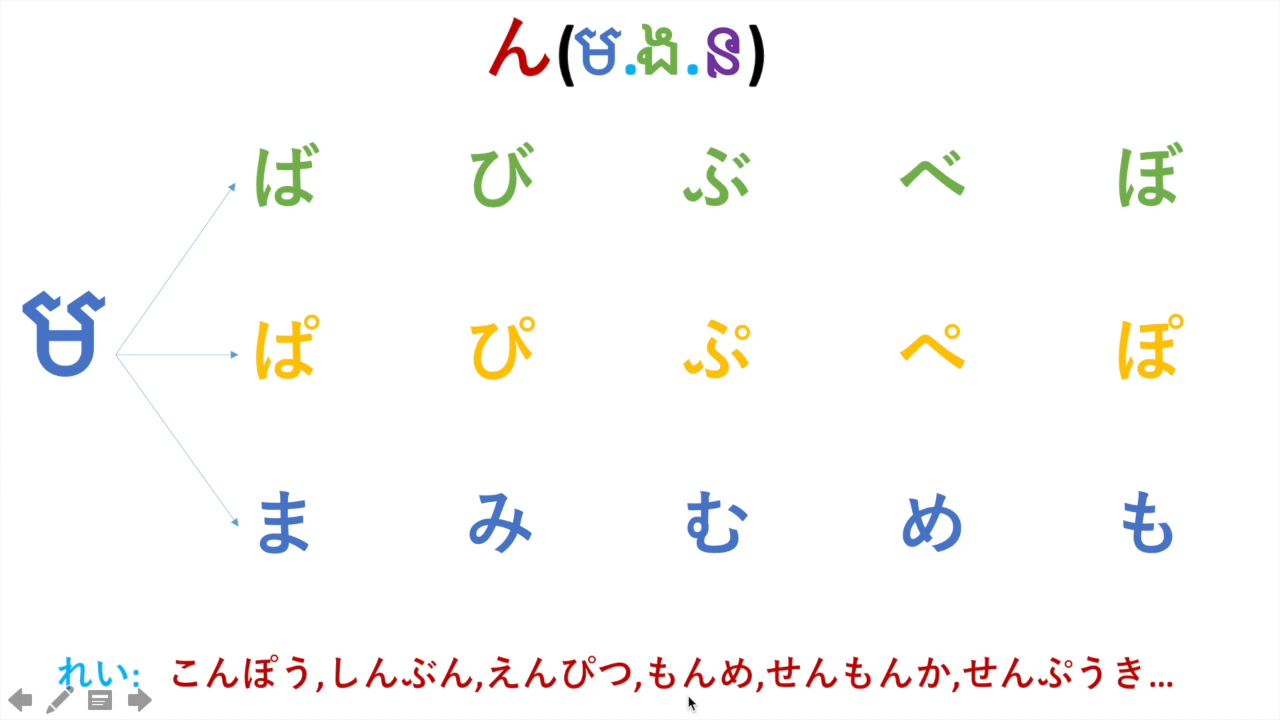 ん(ម.ង.ន)
ば び ぶ べ ぼ
ម
ぱ ぴ ぷ ぺ ぽ
ま み む め も
れい: こんぽう,しんぶん,えんぴつ,もんめ,せんもんか,せんぷうき...